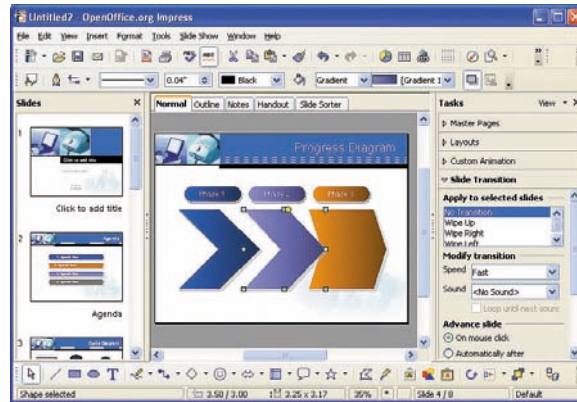 Untitled2 - OpenOffice.org Impress
File Edit View Insert Format Tools Slide Show Window Help
0.04" Black Gradient [Gradient 1
Slides
1
Click to add title
Click to add title
2
Agenda
Agenda
3
Normal Outline Notes Handout Slide Sorter
Progress Diagram
Phase 1 Phase 2 Phase 3
Tasks View
Master Pages
Layouts
Custom Animation
Slide Transition
Apply to selected slides
No Transition
Wipe Up
Wipe Right
Wipe Left
Modify transition
Speed Fast
Sound <No Sound>
Loop until next sound
Advance slide
On mouse click
Automatically after
Shape selected 3.50 / 3.00 3.25 x 3.17 35% * Slide 4 / 8 Default